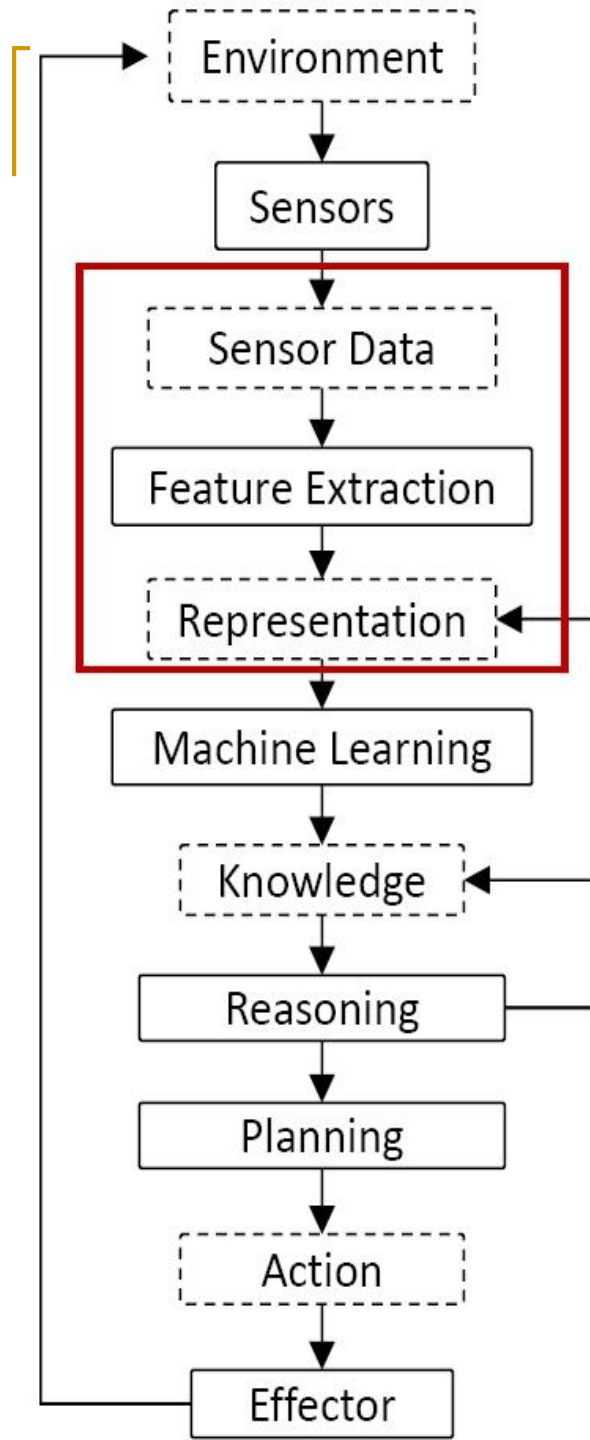 Environment
Sensors
Sensor Data
Feature Extraction
Representation
Machine Learning
Knowledge
Reasoning
Planning
Action
Effector